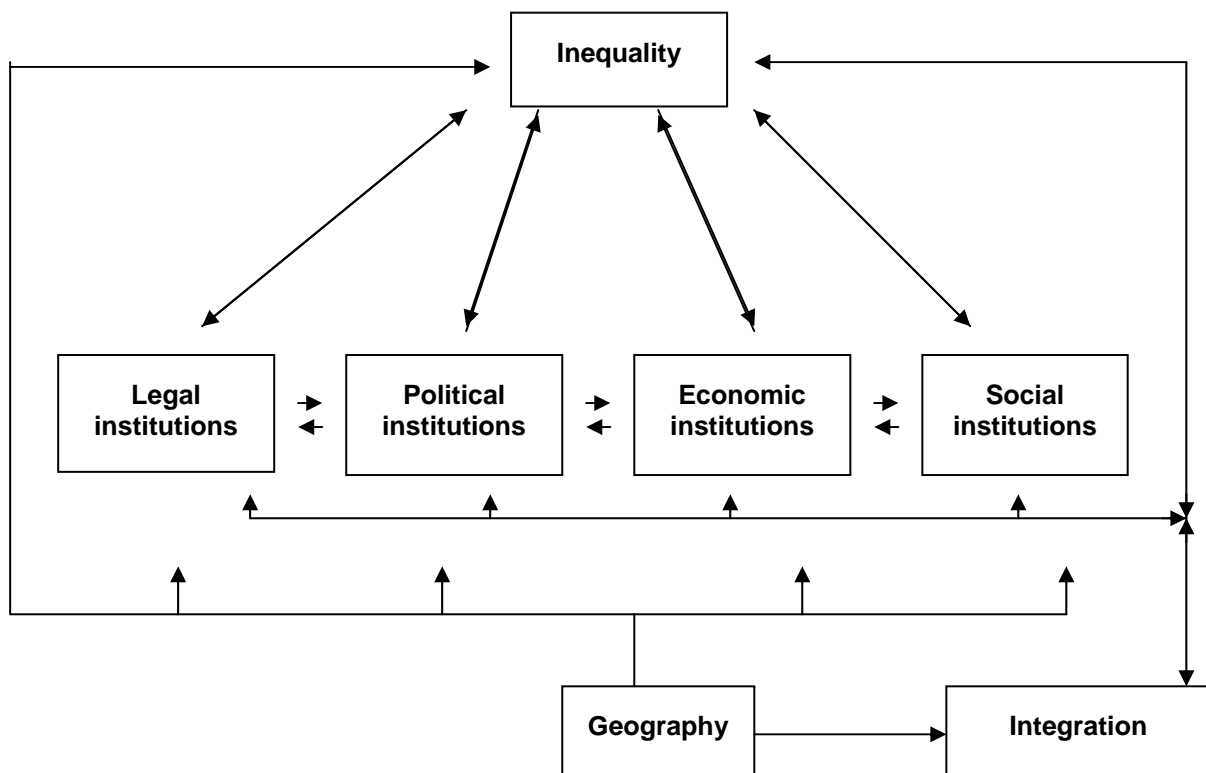 Inequality
Legal
institutions
Political
institutions
Economic
institutions
Social
institutions
Geography
Integration